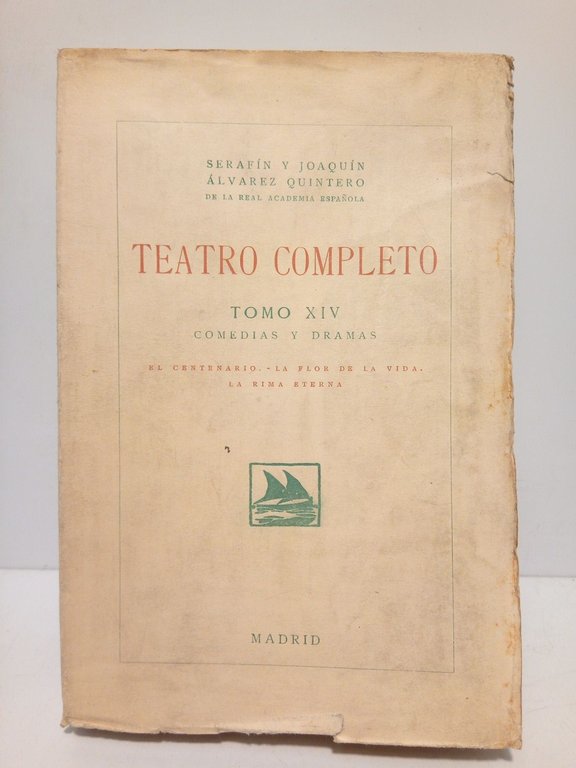 SERAFÍN Y JOAQUÍN
ÁLVAREZ QUINTERO
DE LA REAL ACADEMIA ESPAÑOLA
TEATRO COMPLETO
TOMO XIV
COMEDIAS Y DRAMAS
EL CENTENARIO. - LA FLOR DE LA VIDA.
LA RIMA ETERNA
MADRID